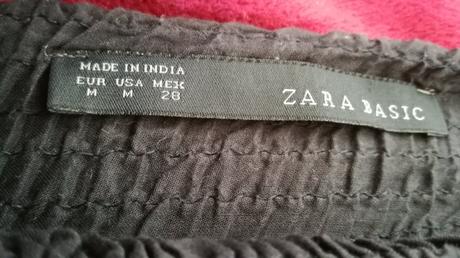 MADE IN INDIA
EUR USA MEX
M M 28
ZARA BASIC